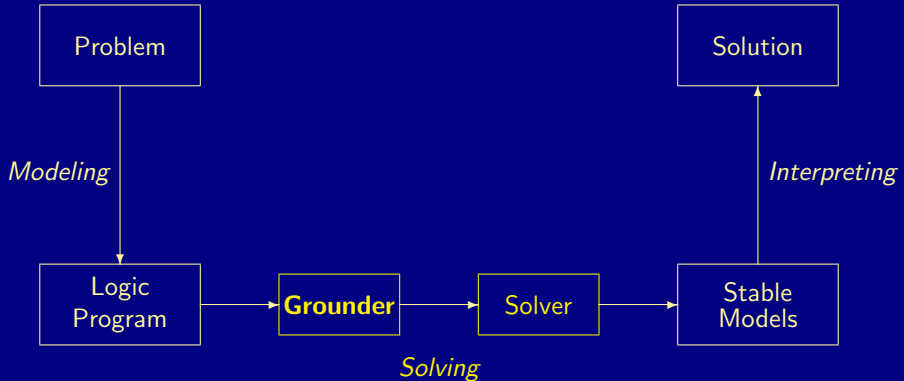 Problem
Solution
Modeling
Interpreting
Logic
Program
Grounder
Solver
Stable
Models
Solving